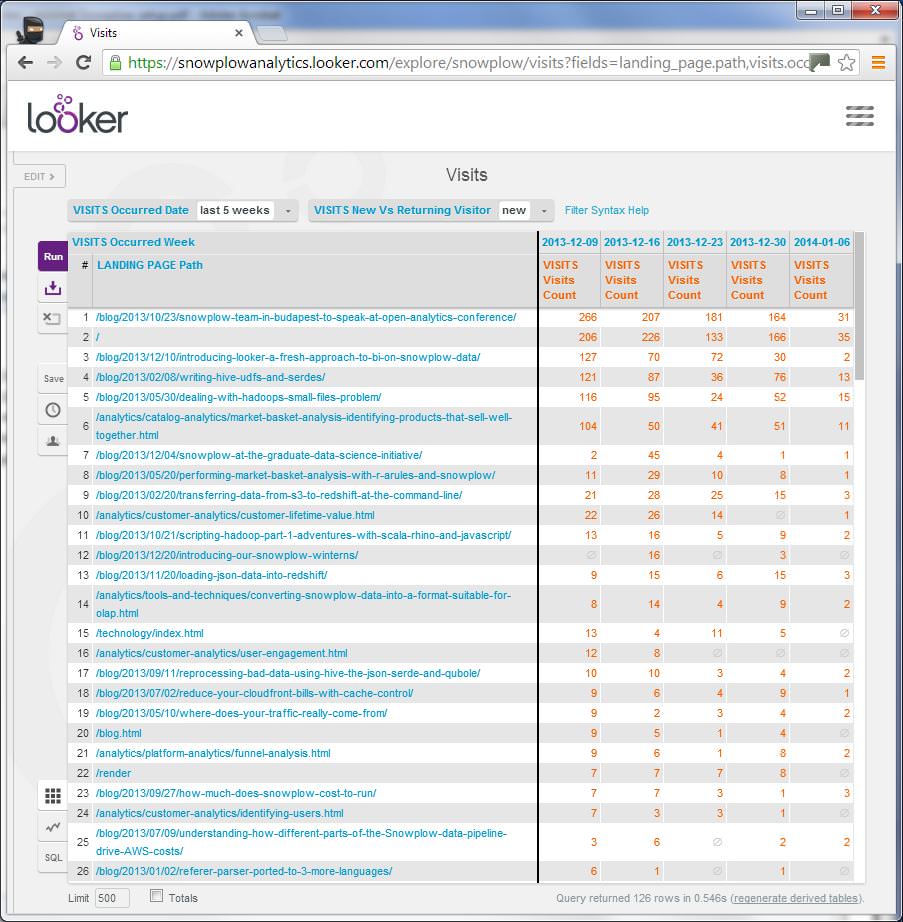 Visits
https://snowplowanalytics.looker.com/explore/snowplow/visits?fields=landing_page.path,visits.occ
looker
Visits
EDIT >
VISITS Occurred Date last 5 weeks VISITS New Vs Returning Visitor new Filter Syntax Help
VISITS Occurred Week 2013-12-09 2013-12-16 2013-12-23 2013-12-30 2014-01-06
Run
# LANDING PAGE Path VISITS Visits Count VISITS Visits Count VISITS Visits Count VISITS Visits Count VISITS Visits Count
1 /blog/2013/10/23/snowplow-team-in-budapest-to-speak-at-open-analytics-conference/ 266 207 181 164 31
2 / 206 226 133 166 35
3 /blog/2013/12/10/introducing-looker-a-fresh-approach-to-bi-on-snowplow-data/ 127 70 72 30 2
4 /blog/2013/02/08/writing-hive-udfs-and-serdes/ 121 87 36 76 13
Save
5 /blog/2013/05/30/dealing-with-hadoops-small-files-problem/ 116 95 24 52 15
6 /analytics/catalog-analytics/market-basket-analysis-identifying-products-that-sell-well-
together.html 104 50 41 51 11
7 /blog/2013/12/04/snowplow-at-the-graduate-data-science-initiative/ 2 45 4 1 1
8 /blog/2013/05/20/performing-market-basket-analysis-with-r-arules-and-snowplow/ 11 29 10 8 1
9 /blog/2013/02/20/transferring-data-from-s3-to-redshift-at-the-command-line/ 21 28 25 15 3
10 /analytics/customer-analytics/customer-lifetime-value.html 22 26 14 ∅ 1
11 /blog/2013/10/21/scripting-hadoop-part-1-adventures-with-scala-rhino-and-javascript/ 13 16 5 9 2
12 /blog/2013/12/20/introducing-our-snowplow-winterns/ ∅ 16 ∅ 3 ∅
13 /blog/2013/11/20/loading-json-data-into-redshift/ 9 15 6 15 3
14 /analytics/tools-and-techniques/converting-snowplow-data-into-a-format-suitable-for-
olap.html 8 14 4 9 2
15 /technology/index.html 13 4 11 5 ∅
16 /analytics/customer-analytics/user-engagement.html 12 8 ∅ ∅ ∅
17 /blog/2013/09/11/reprocessing-bad-data-using-hive-the-json-serde-and-qubole/ 10 10 3 4 2
18 /blog/2013/07/02/reduce-your-cloudfront-bills-with-cache-control/ 9 6 4 9 1
19 /blog/2013/05/10/where-does-your-traffic-really-come-from/ 9 2 3 4 2
20 /blog.html 9 5 1 4 ∅
21 /analytics/platform-analytics/funnel-analysis.html 9 6 1 8 2
22 /render 7 7 7 8 ∅
23 /blog/2013/09/27/how-much-does-snowplow-cost-to-run/ 7 7 3 1 3
24 /analytics/customer-analytics/identifying-users.html 7 3 3 1 ∅
25 /blog/2013/07/09/understanding-how-different-parts-of-the-Snowplow-data-pipeline-
drive-AWS-costs/ 3 6 ∅ 2 2
SQL
26 /blog/2013/01/02/referer-parser-ported-to-3-more-languages/ 6 1 ∅ 1 ∅
Limit 500 Totals Query returned 126 rows in 0.546s (regenerate derived tables).